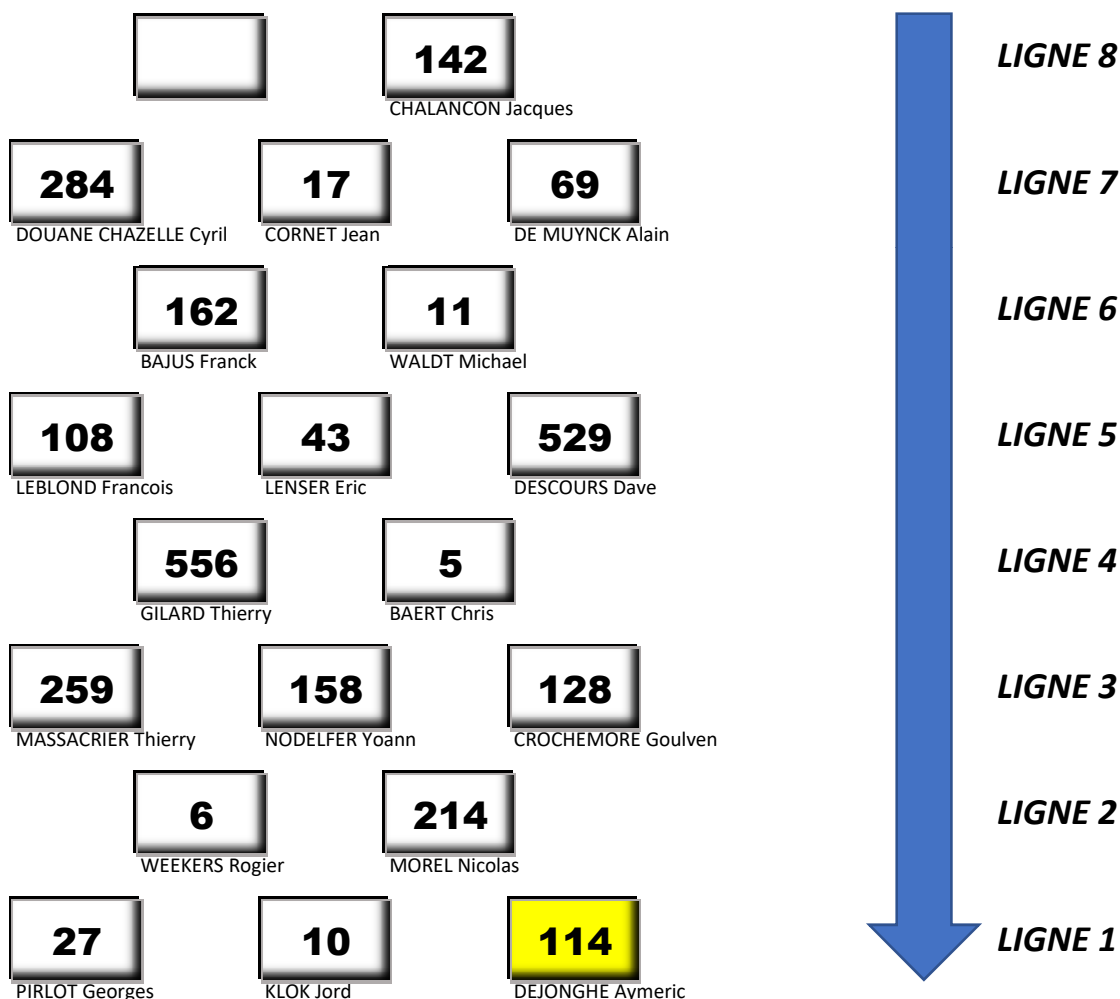 142 LIGNE 8
CHALANCON Jacques
284 17 69 LIGNE 7
DOUANE CHAZELLE Cyril CORNET Jean DE MUYNCK Alain
162 11 LIGNE 6
BAJUS Franck WALDT Michael
108 43 529 LIGNE 5
LEBLOND Francois LENSER Eric DESCOURS Dave
556 5 LIGNE 4
GILARD Thierry BAERT Chris
259 158 128 LIGNE 3
MASSACRIER Thierry NODELFER Yoann CROCHEMORE Goulven
6 214 LIGNE 2
WEEKERS Rogier MOREL Nicolas
27 10 114 LIGNE 1
PIRLOT Georges KLOK Jord DEJONGHE Aymeric